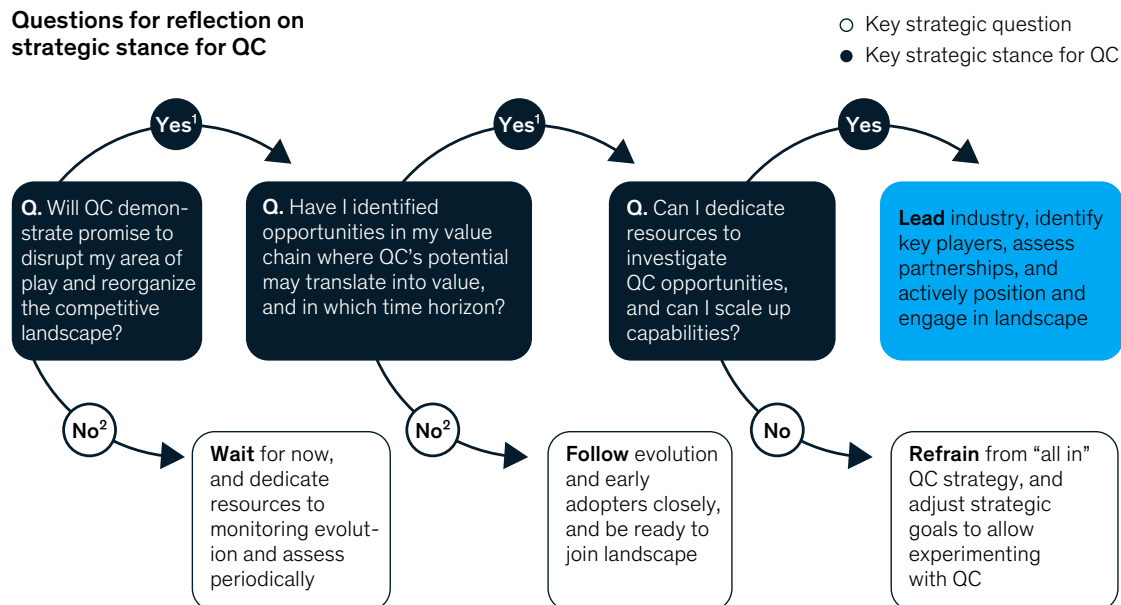 Questions for reflection on
strategic stance for QC
Key strategic question
Key strategic stance for QC
Yes¹
Yes¹
Yes
Q. Will QC demon-
strate promise to
disrupt my area of
play and reorganize
the competitive
landscape?
Q. Have I identified
opportunities in my value
chain where QC’s potential
may translate into value,
and in which time horizon?
Q. Can I dedicate
resources to
investigate
QC opportunities,
and can I scale up
capabilities?
Lead industry, identify
key players, assess
partnerships, and
actively position and
engage in landscape
No²
No²
No
Wait for now,
and dedicate
resources to
monitoring evolut-
ion and assess
periodically
Follow evolution
and early
adopters closely,
and be ready to
join landscape
Refrain from “all in”
QC strategy, and
adjust strategic
goals to allow
experimenting
with QC